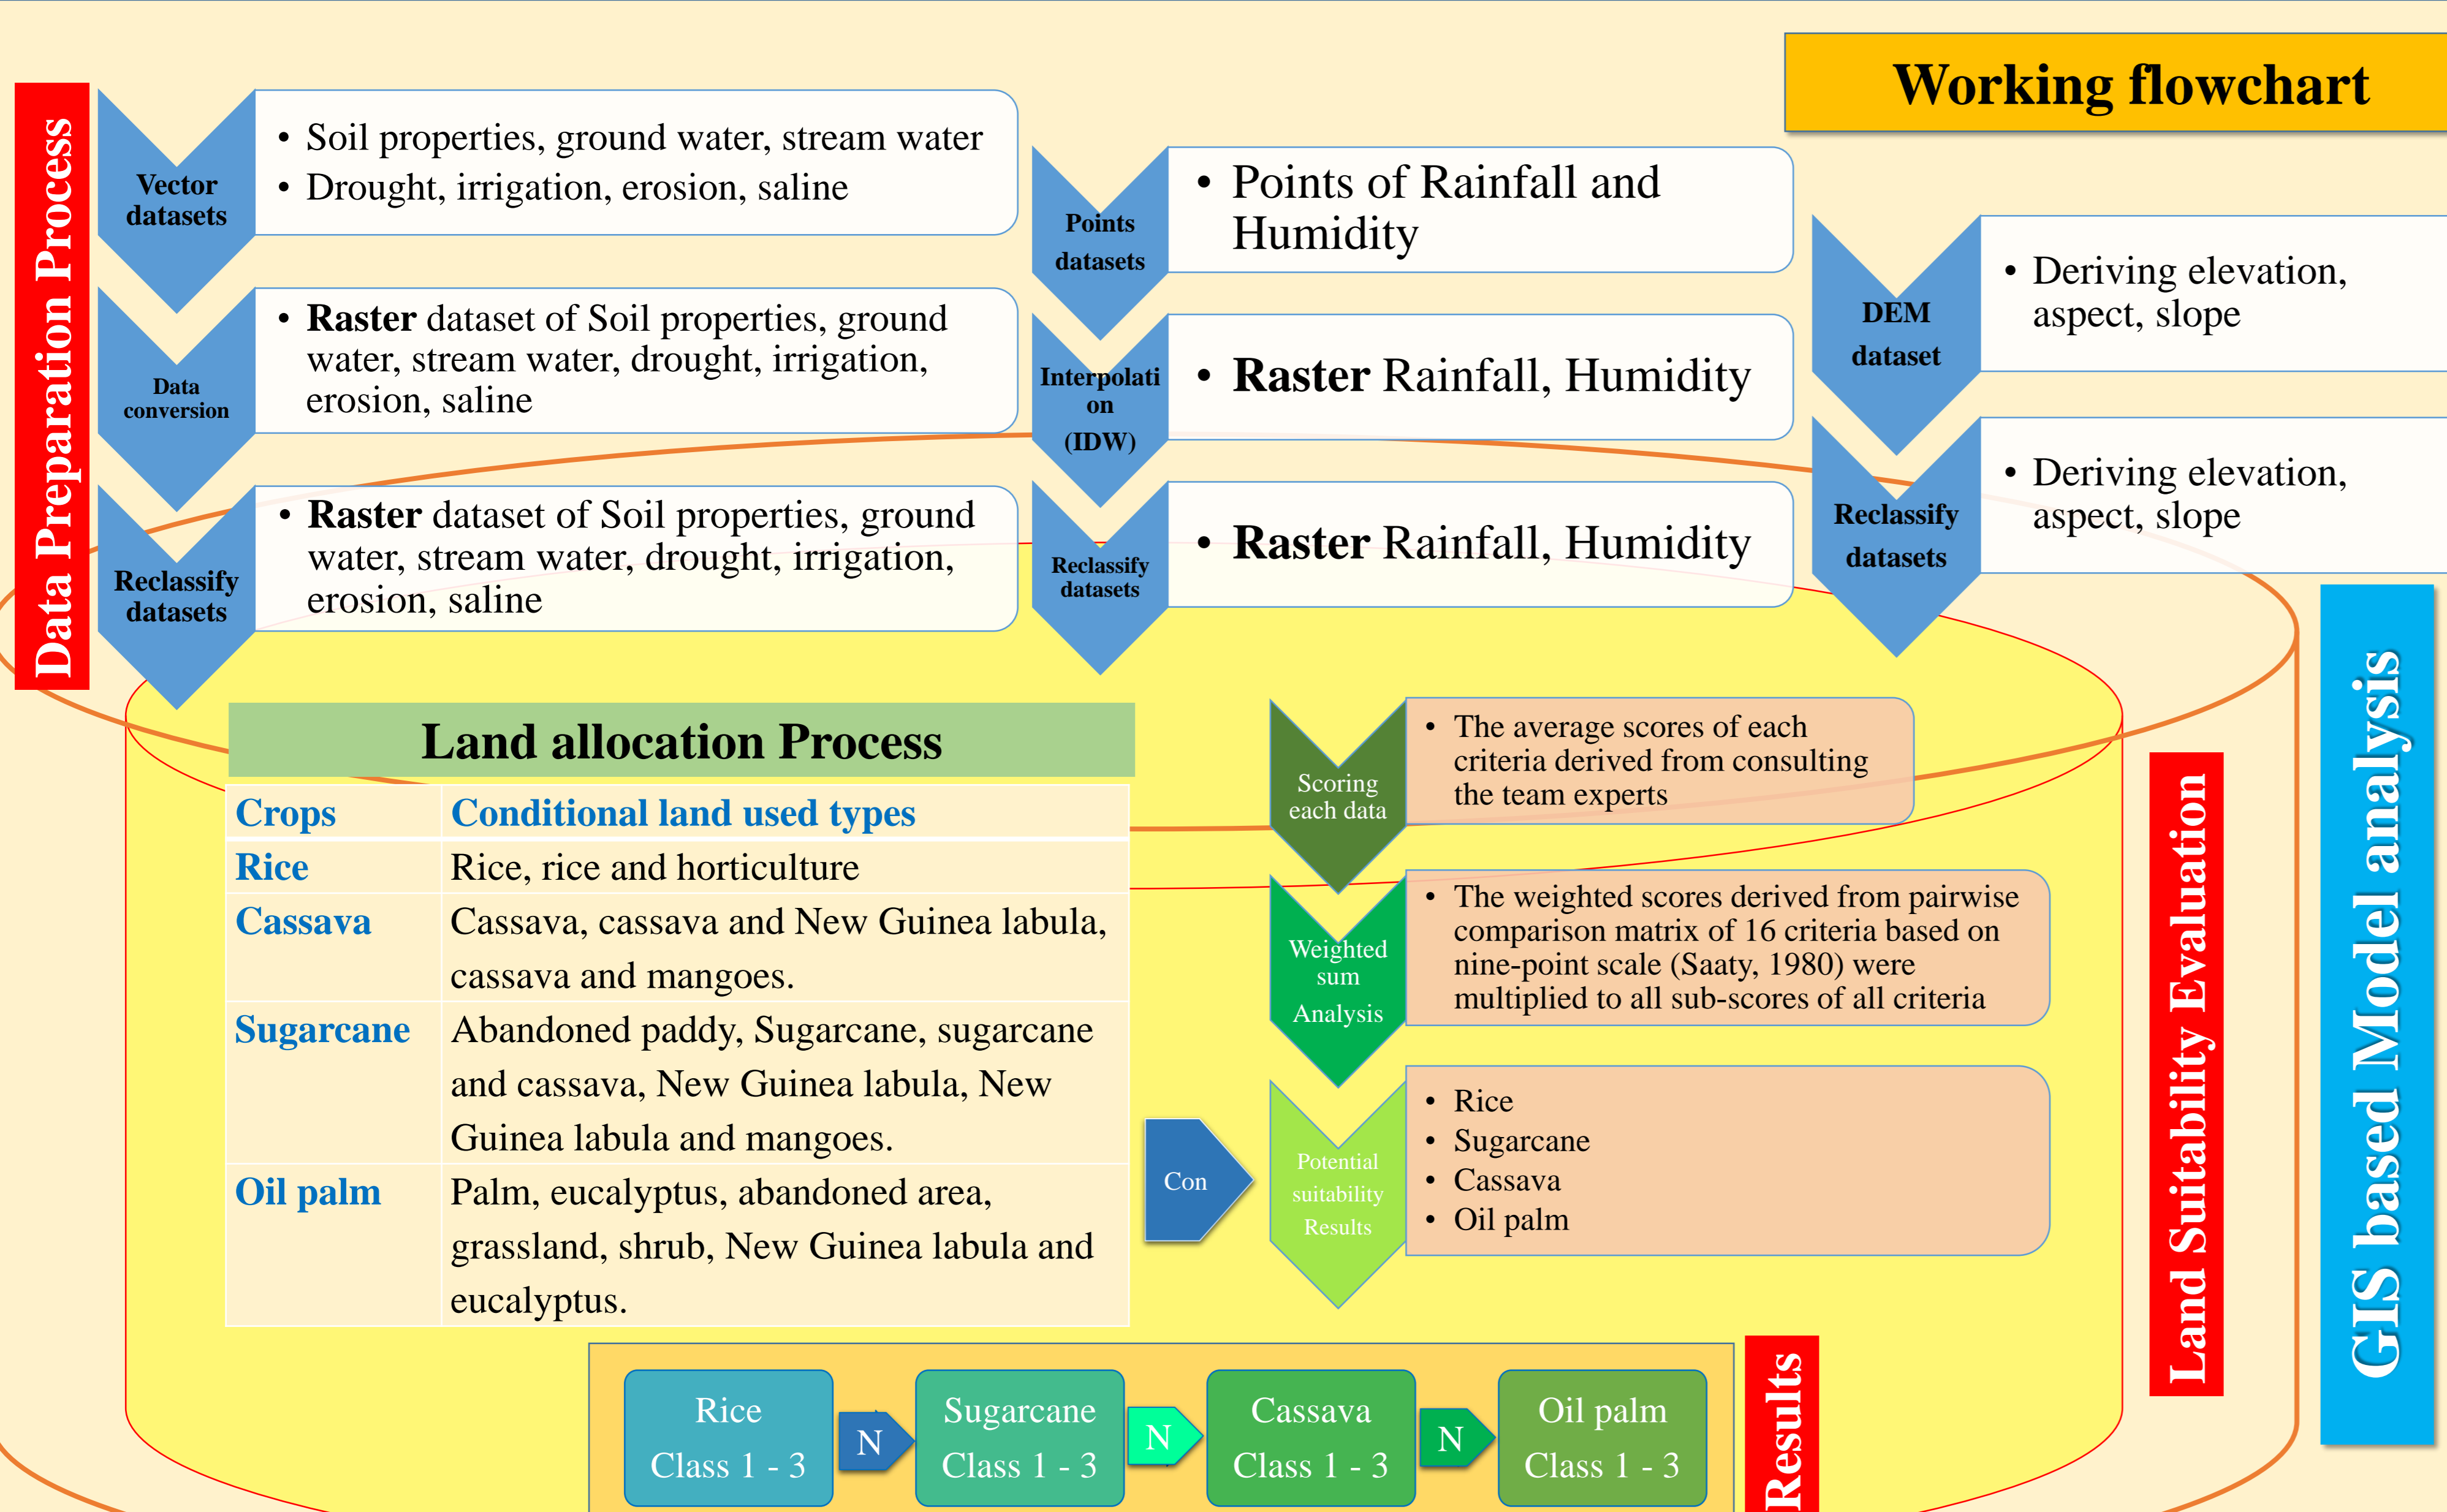 Working flowchart
Data Preparation Process
Vector
datasets
• Soil properties, ground water, stream water
• Drought, irrigation, erosion, saline
Data
conversion
• Raster dataset of Soil properties, ground
water, stream water, drought, irrigation,
erosion, saline
Reclassify
datasets
• Raster dataset of Soil properties, ground
water, stream water, drought, irrigation,
erosion, saline
Points
datasets
• Points of Rainfall and
Humidity
Interpolati
on
(IDW)
• Raster Rainfall, Humidity
Reclassify
datasets
• Raster Rainfall, Humidity
DEM
dataset
• Deriving elevation,
aspect, slope
Reclassify
datasets
• Deriving elevation,
aspect, slope
Land allocation Process
Crops Conditional land used types
Rice Rice, rice and horticulture
Cassava Cassava, cassava and New Guinea labula,
cassava and mangoes.
Sugarcane Abandoned paddy, Sugarcane, sugarcane
and cassava, New Guinea labula, New
Guinea labula and mangoes.
Oil palm Palm, eucalyptus, abandoned area,
grassland, shrub, New Guinea labula and
eucalyptus.
Con
Scoring
each data
• The average scores of each
criteria derived from consulting
the team experts
Weighted
sum
Analysis
• The weighted scores derived from pairwise
comparison matrix of 16 criteria based on
nine-point scale (Saaty, 1980) were
multiplied to all sub-scores of all criteria
Potential
suitability
Results
• Rice
• Sugarcane
• Cassava
• Oil palm
Land Suitability Evaluation
GIS based Model analysis
Rice
Class 1 - 3
N
Sugarcane
Class 1 - 3
N
Cassava
Class 1 - 3
N
Oil palm
Class 1 - 3
Results